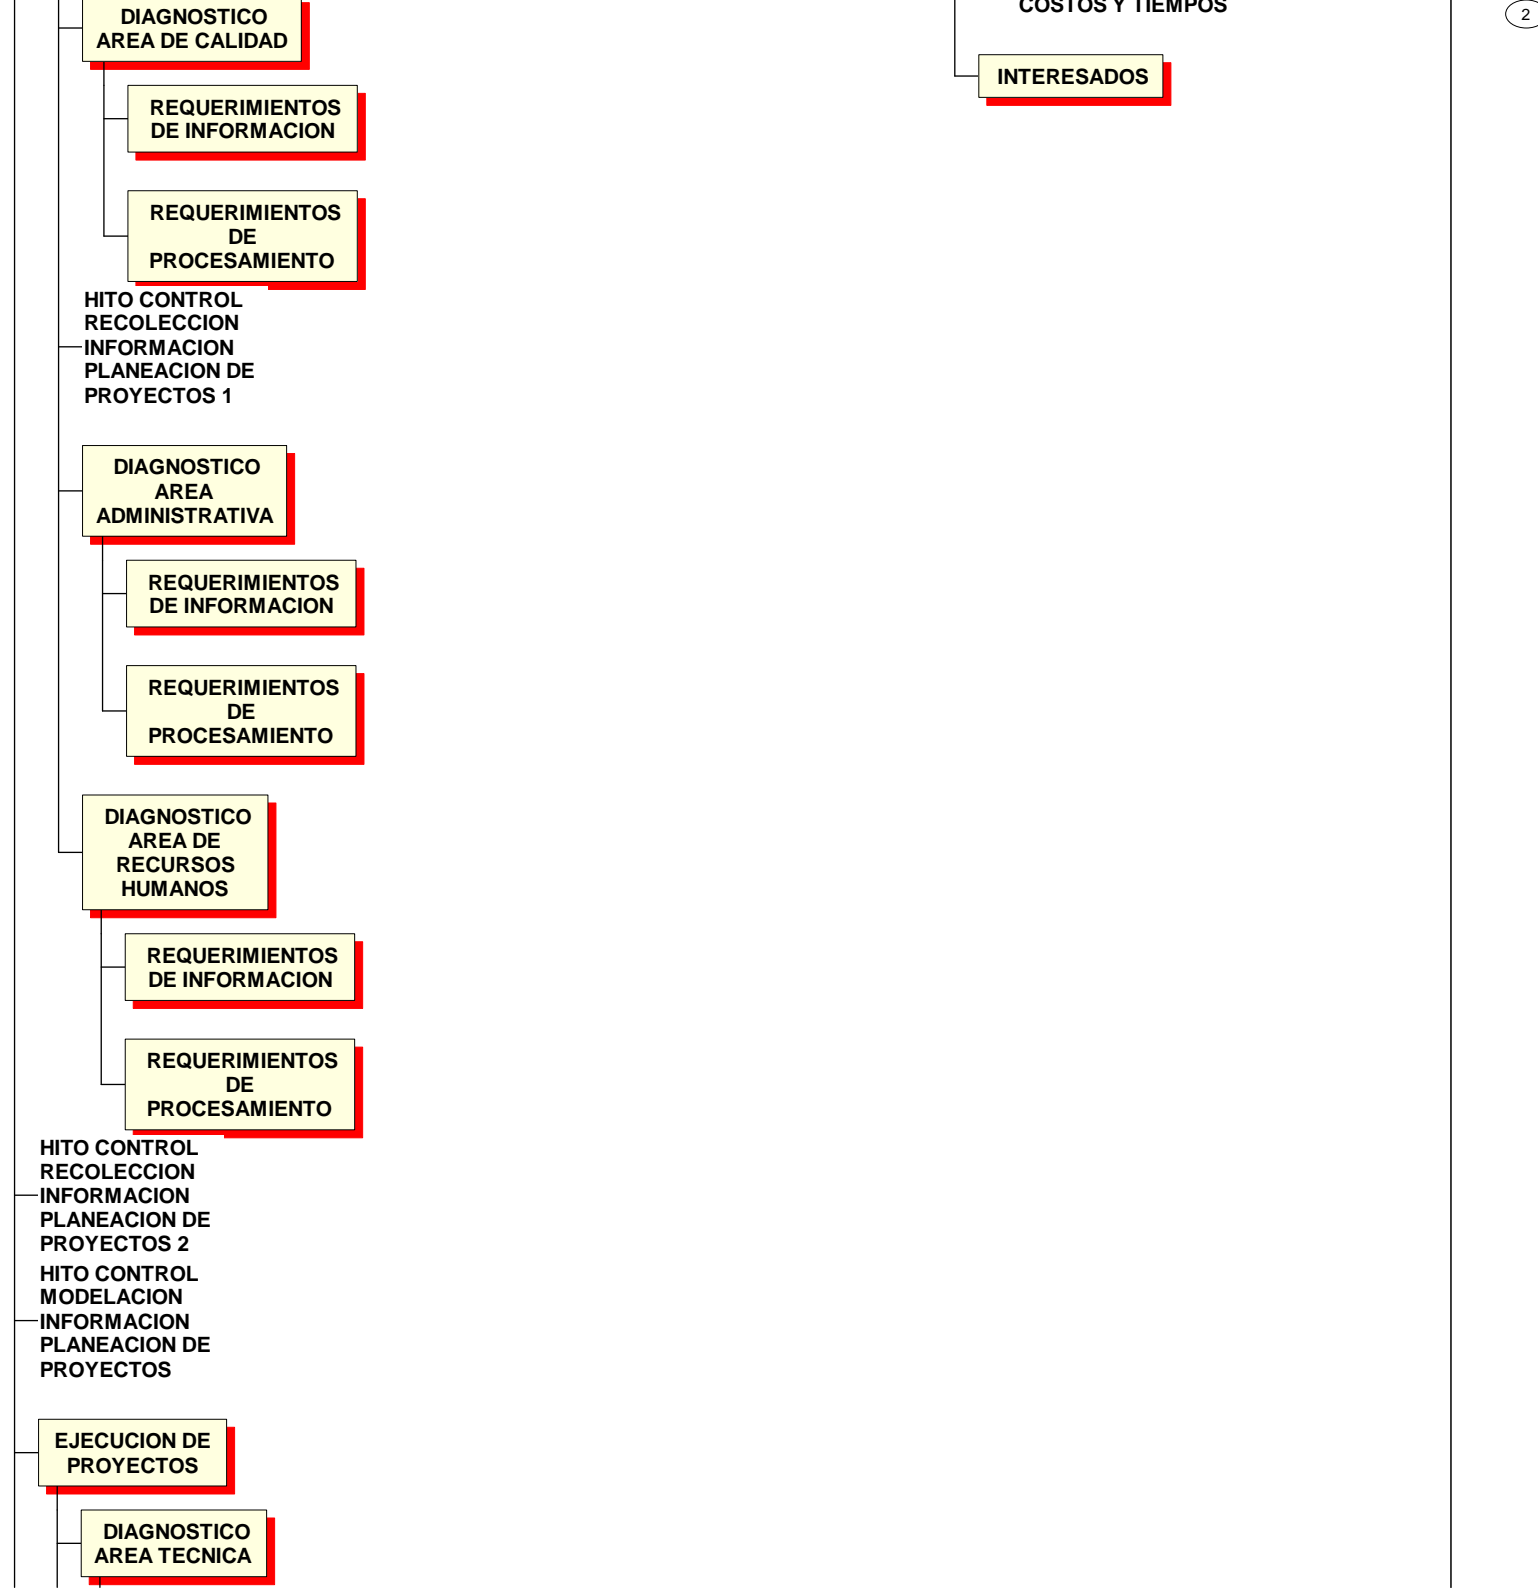 DIAGNOSTICO
AREA DE CALIDAD
REQUERIMIENTOS
DE INFORMACION
REQUERIMIENTOS
DE
PROCESAMIENTO
HITO CONTROL
RECOLECCION
INFORMACION
PLANEACION DE
PROYECTOS 1
DIAGNOSTICO
AREA
ADMINISTRATIVA
REQUERIMIENTOS
DE INFORMACION
REQUERIMIENTOS
DE
PROCESAMIENTO
DIAGNOSTICO
AREA DE
RECURSOS
HUMANOS
REQUERIMIENTOS
DE INFORMACION
REQUERIMIENTOS
DE
PROCESAMIENTO
HITO CONTROL
RECOLECCION
INFORMACION
PLANEACION DE
PROYECTOS 2
HITO CONTROL
MODELACION
INFORMACION
PLANEACION DE
PROYECTOS
EJECUCION DE
PROYECTOS
DIAGNOSTICO
AREA TECNICA
COSTOS Y TIEMPOS
INTERESADOS
2